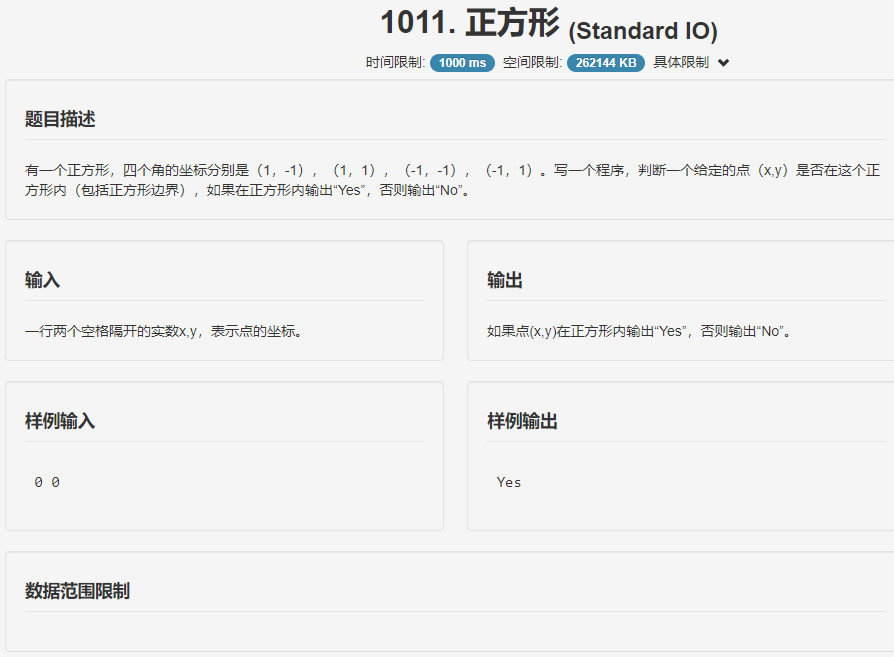 1011. 正方形 (Standard IO)
时间限制: 1000 ms 空间限制: 262144 KB 具体限制
题目描述
有一个正方形，四个角的坐标分别是（1，-1），（1，1），（-1，-1），（-1，1）。写一个程序，判断一个给定的点（x,y）是否在这个正
方形内（包括正方形边界），如果在正方形内输出“Yes”，否则输出“No”。
输入
一行两个空格隔开的实数x,y，表示点的坐标。
输出
如果点(x,y)在正方形内输出“Yes”，否则输出“No”。
样例输入
0 0
样例输出
Yes
数据范围限制